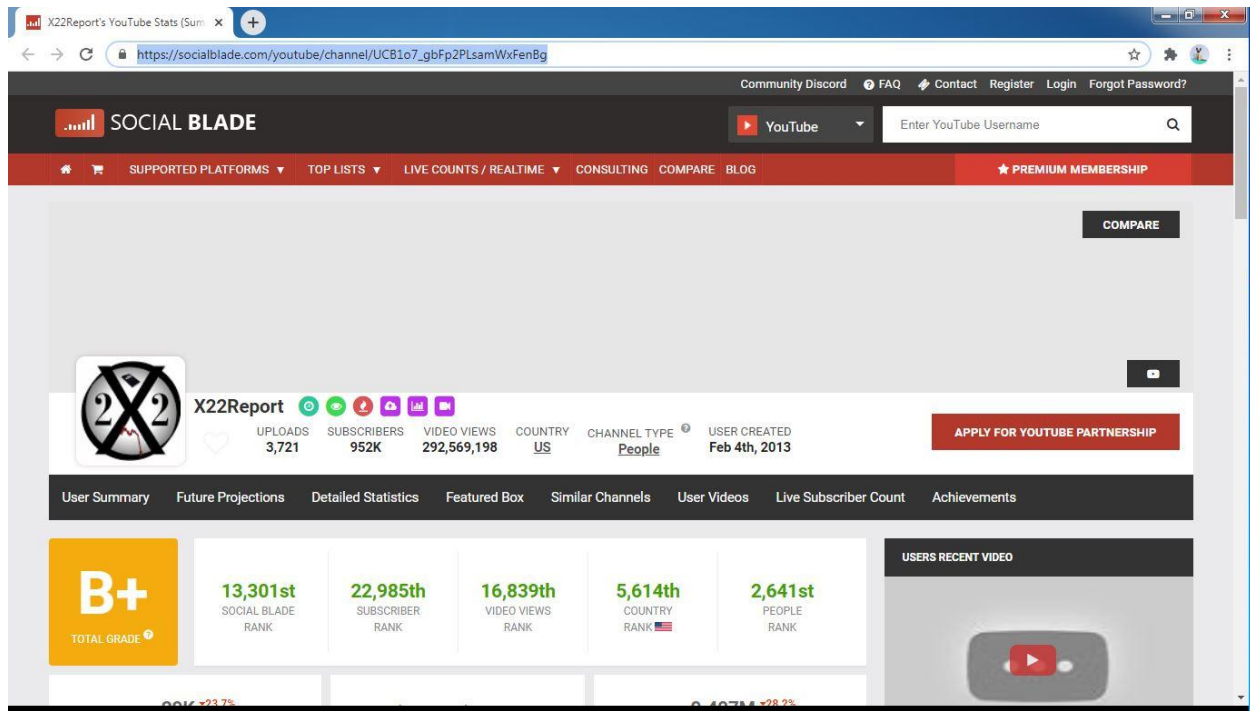 X22Report's YouTube Stats (Sum
https://socialblade.com/youtube/channel/UCB1o7_gbFp2PLsamWxFenBg
Community Discord FAQ Contact Register Login Forgot Password?
SOCIAL BLADE
YouTube
Enter YouTube Username
SUPPORTED PLATFORMS TOP LISTS LIVE COUNTS / REALTIME CONSULTING COMPARE BLOG
PREMIUM MEMBERSHIP
COMPARE
2X2
X22Report
UPLOADS SUBSCRIBERS VIDEO VIEWS COUNTRY CHANNEL TYPE USER CREATED
3,721 952K 292,569,198 US People Feb 4th, 2013
APPLY FOR YOUTUBE PARTNERSHIP
User Summary Future Projections Detailed Statistics Featured Box Similar Channels User Videos Live Subscriber Count Achievements
B+
TOTAL GRADE
13,301st 22,985th 16,839th 5,614th 2,641st
SOCIAL BLADE SUBSCRIBER VIDEO VIEWS COUNTRY PEOPLE
RANK RANK RANK RANK RANK
USERS RECENT VIDEO
23.7% 28.2%